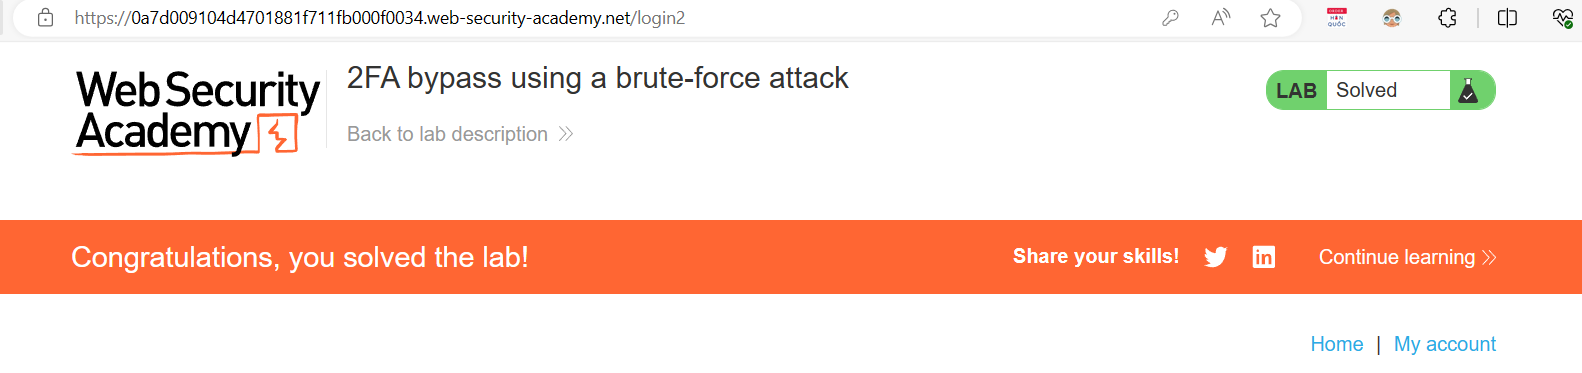 https://0a7d009104d4701881f711fb000f0034.web-security-academy.net/login2
Web Security
Academy
2FA bypass using a brute-force attack
Back to lab description
LAB Solved
Congratulations, you solved the lab!
Share your skills!
Continue learning
Home | My account